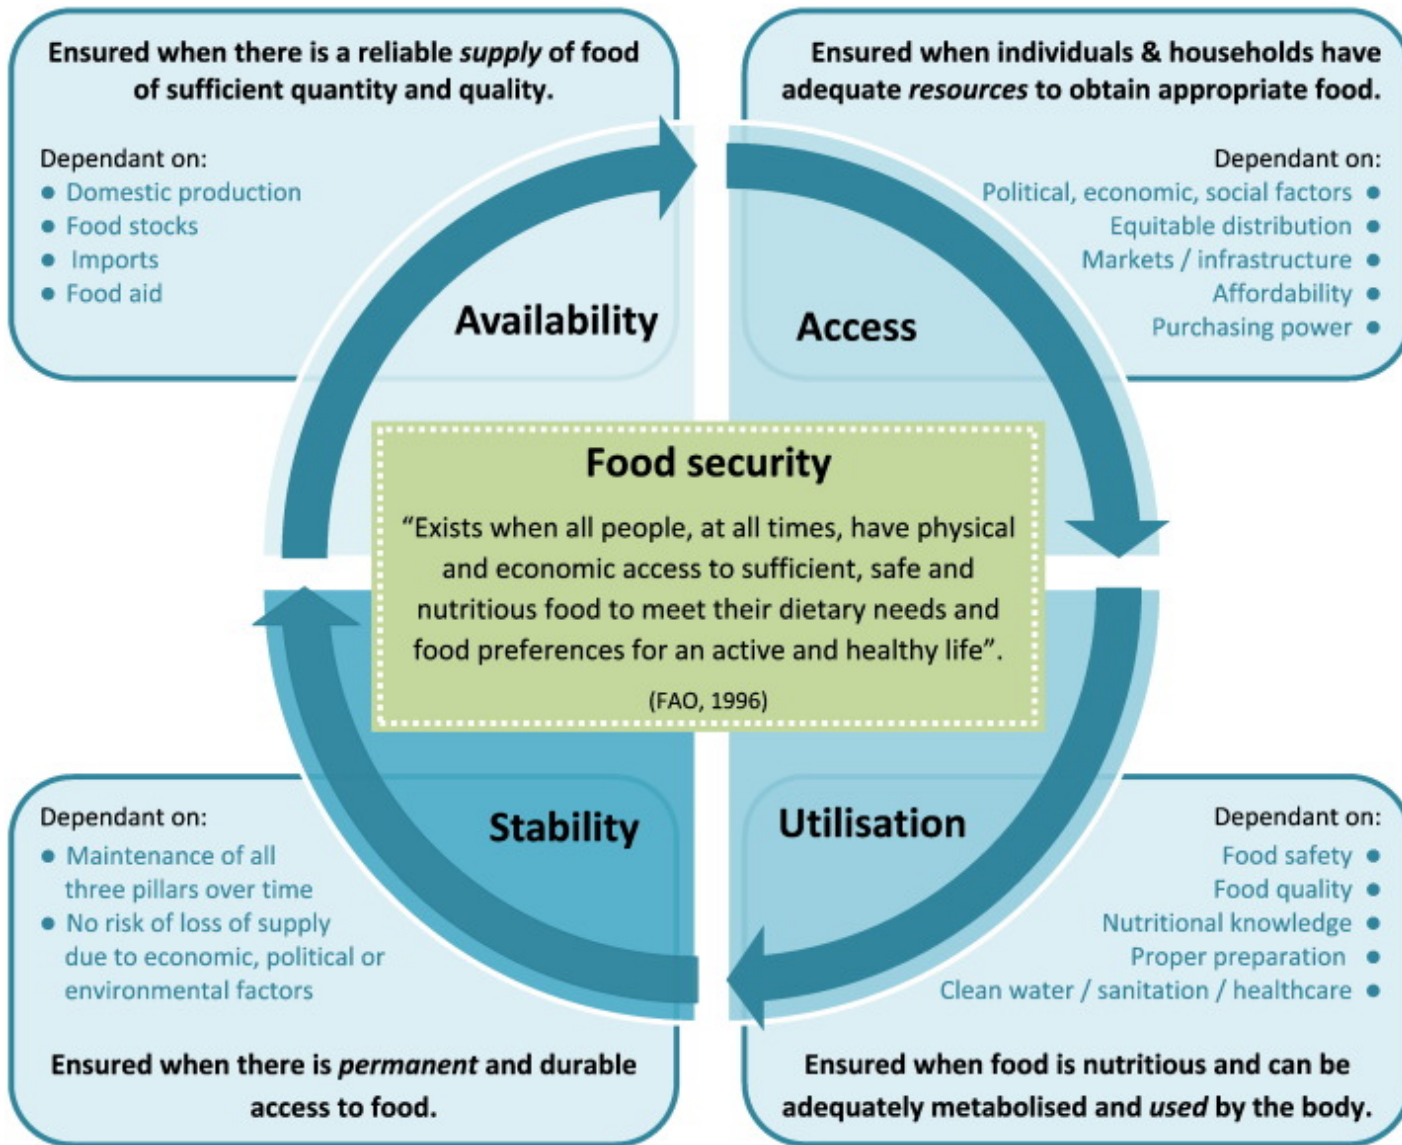 Ensured when there is a reliable supply of food
of sufficient quantity and quality.
Dependant on:
● Domestic production
● Food stocks
● Imports
● Food aid
Availability
Ensured when individuals & households have
adequate resources to obtain appropriate food.
Dependant on:
Political, economic, social factors ●
Equitable distribution ●
Markets / infrastructure ●
Affordability ●
Purchasing power ●
Access
Food security
“Exists when all people, at all times, have physical
and economic access to sufficient, safe and
nutritious food to meet their dietary needs and
food preferences for an active and healthy life”.
(FAO, 1996)
Stability
Dependant on:
● Maintenance of all
three pillars over time
● No risk of loss of supply
due to economic, political or
environmental factors
Ensured when there is permanent and durable
access to food.
Utilisation
Dependant on:
Food safety ●
Food quality ●
Nutritional knowledge ●
Proper preparation ●
Clean water / sanitation / healthcare ●
Ensured when food is nutritious and can be
adequately metabolised and used by the body.